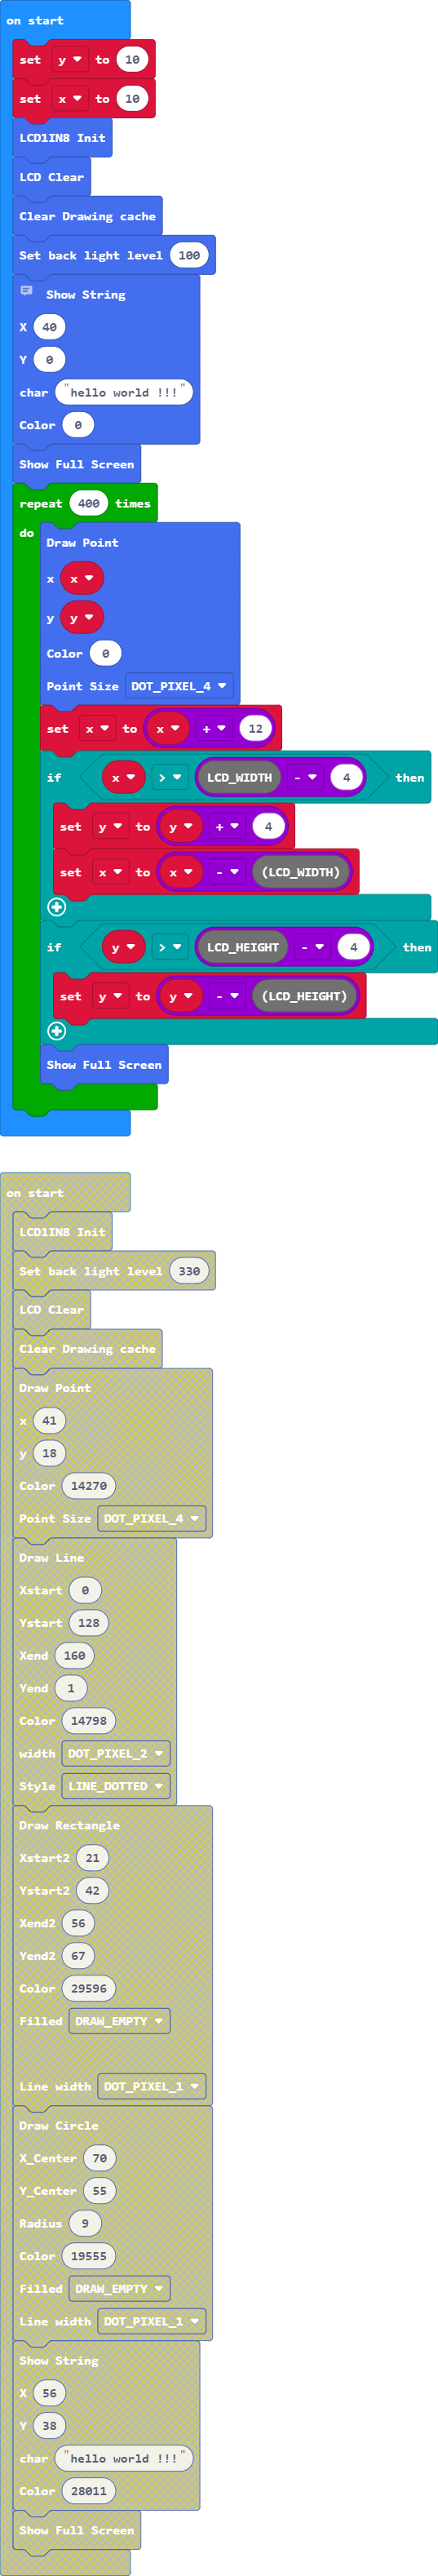 on start
set y to 10
set x to 10
LCD1IN8 Init
LCD Clear
Clear Drawing cache
Set back light level 100
Show String
X 40
Y 0
char "hello world !!!"
Color 0
Show Full Screen
repeat 400 times
do
Draw Point
x x
y y
Color 0
Point Size DOT_PIXEL_4
set x to x + 12
if x > LCD_WIDTH - 4 then
set y to y + 4
set x to x - (LCD_WIDTH)
if y > LCD_HEIGHT - 4 then
set y to y - (LCD_HEIGHT)
Show Full Screen
on start
LCD1IN8 Init
Set back light level 330
LCD Clear
Clear Drawing cache
Draw Point
x 41
y 18
Color 14270
Point Size DOT_PIXEL_4
Draw Line
Xstart 0
Ystart 128
Xend 160
Yend 1
Color 14798
width DOT_PIXEL_2
Style LINE_DOTTED
Draw Rectangle
Xstart2 21
Ystart2 42
Xend2 56
Yend2 67
Color 29596
Filled DRAW_EMPTY
Line width DOT_PIXEL_1
Draw Circle
X_Center 70
Y_Center 55
Radius 9
Color 19555
Filled DRAW_EMPTY
Line width DOT_PIXEL_1
Show String
X 56
Y 38
char "hello world !!!"
Color 28011
Show Full Screen